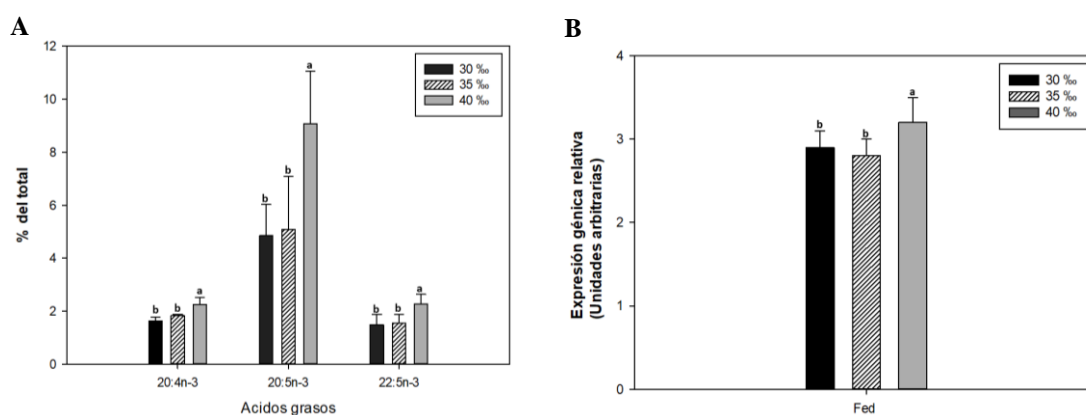 A
% del total
12
10
8
6
4
2
0
30 ‰
35 ‰
40 ‰
b b a
b b a
b b a
20:4n-3 20:5n-3 22:5n-3
Acidos grasos
B
Expresión génica relativa
(Unidades arbitrarias)
4
3
2
1
0
30 ‰
35 ‰
40 ‰
b b a
Fed